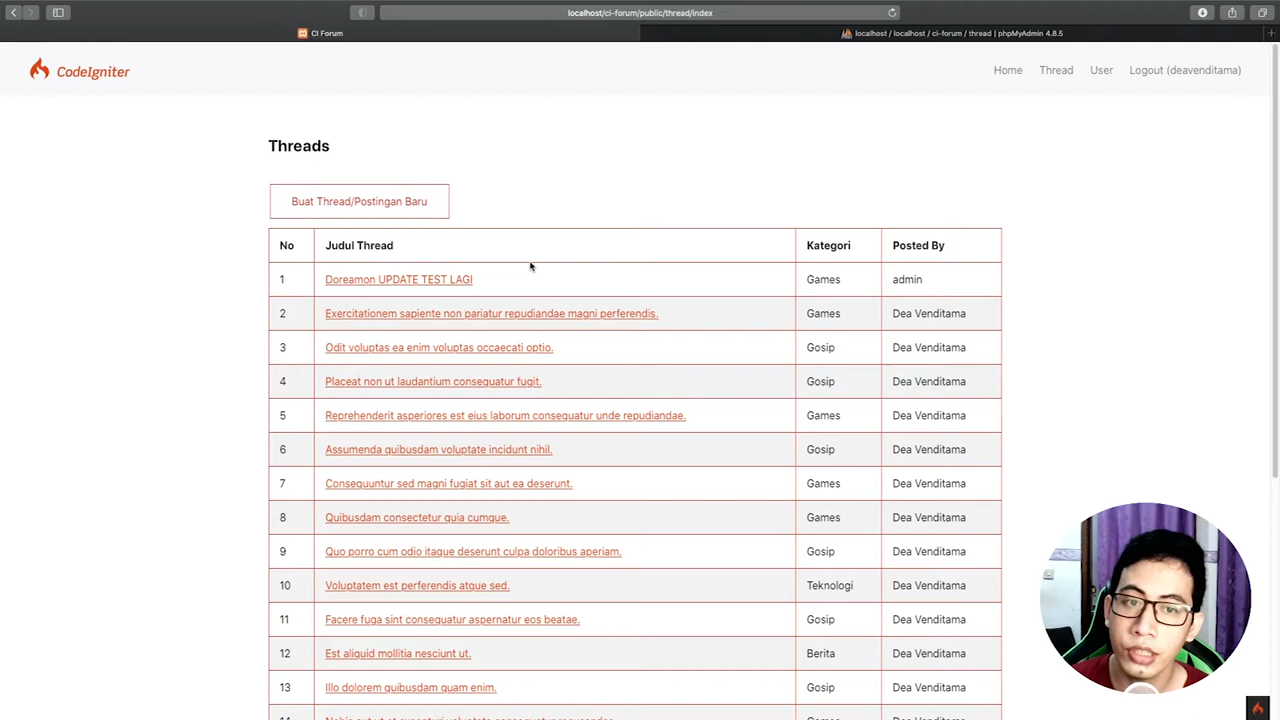 localhost/ci-forum/public/thread/index
CI Forum
localhost / localhost / ci-forum / thread | phpMyAdmin 4.8.5
CodeIgniter
Home Thread User Logout (deavenditama)
Threads
Buat Thread/Postingan Baru
No Judul Thread Kategori Posted By
1 Doreamon UPDATE TEST LAGI Games admin
2 Exercitationem sapiente non pariatur repudiandae magni perferendis. Games Dea Venditama
3 Odit voluptas ea enim voluptas occaecati optio. Gosip Dea Venditama
4 Placeat non ut laudantium consequatur fugit. Gosip Dea Venditama
5 Reprehenderit asperiores est eius laborum consequatur unde repudiandae. Games Dea Venditama
6 Assumenda quibusdam voluptate incidunt nihil. Gosip Dea Venditama
7 Consequuntur sed magni fugiat sit aut ea deserunt. Games Dea Venditama
8 Quibusdam consectetur quia cumque. Games Dea Venditama
9 Quo porro cum odio itaque deserunt culpa doloribus aperiam. Gosip Dea Venditama
10 Voluptatem est perferendis atque sed. Teknologi Dea Venditama
11 Facere fuga sint consequatur aspernatur eos beatae. Gosip Dea Venditama
12 Est aliquid mollitia nesciunt ut. Berita Dea Venditama
13 Illo dolorem quibusdam quam enim. Gosip Dea Venditama